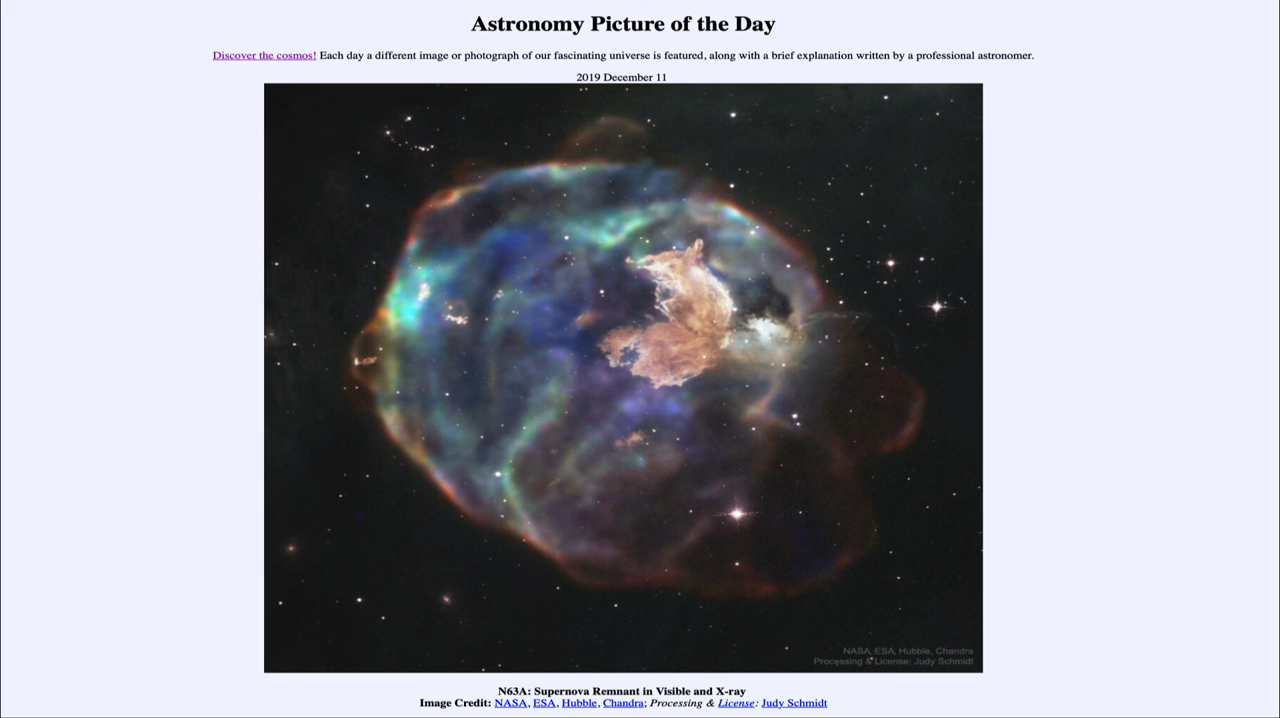 Astronomy Picture of the Day
Discover the cosmos! Each day a different image or photograph of our fascinating universe is featured, along with a brief explanation written by a professional astronomer.
2019 December 11
NASA, ESA, Hubble, Chandra
Processing & License: Judy Schmidt
N63A: Supernova Remnant in Visible and X-ray
Image Credit: NASA, ESA, Hubble, Chandra; Processing & License: Judy Schmidt